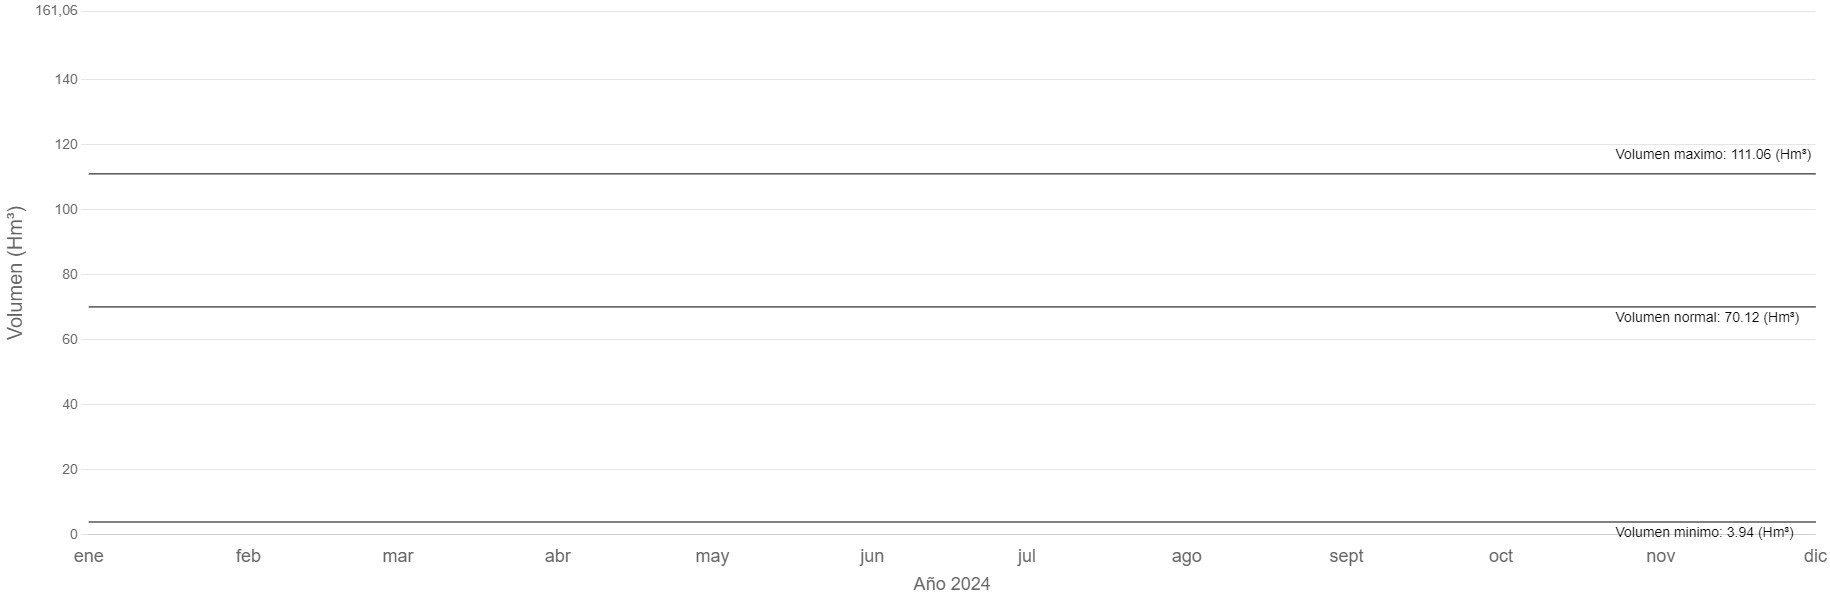 161,06
140
120
Volumen maximo: 111.06 (Hm³)
100
Volumen (Hm³)
80
Volumen normal: 70.12 (Hm³)
60
40
20
Volumen minimo: 3.94 (Hm³)
0
ene feb mar abr may jun jul ago sept oct nov dic
Año 2024